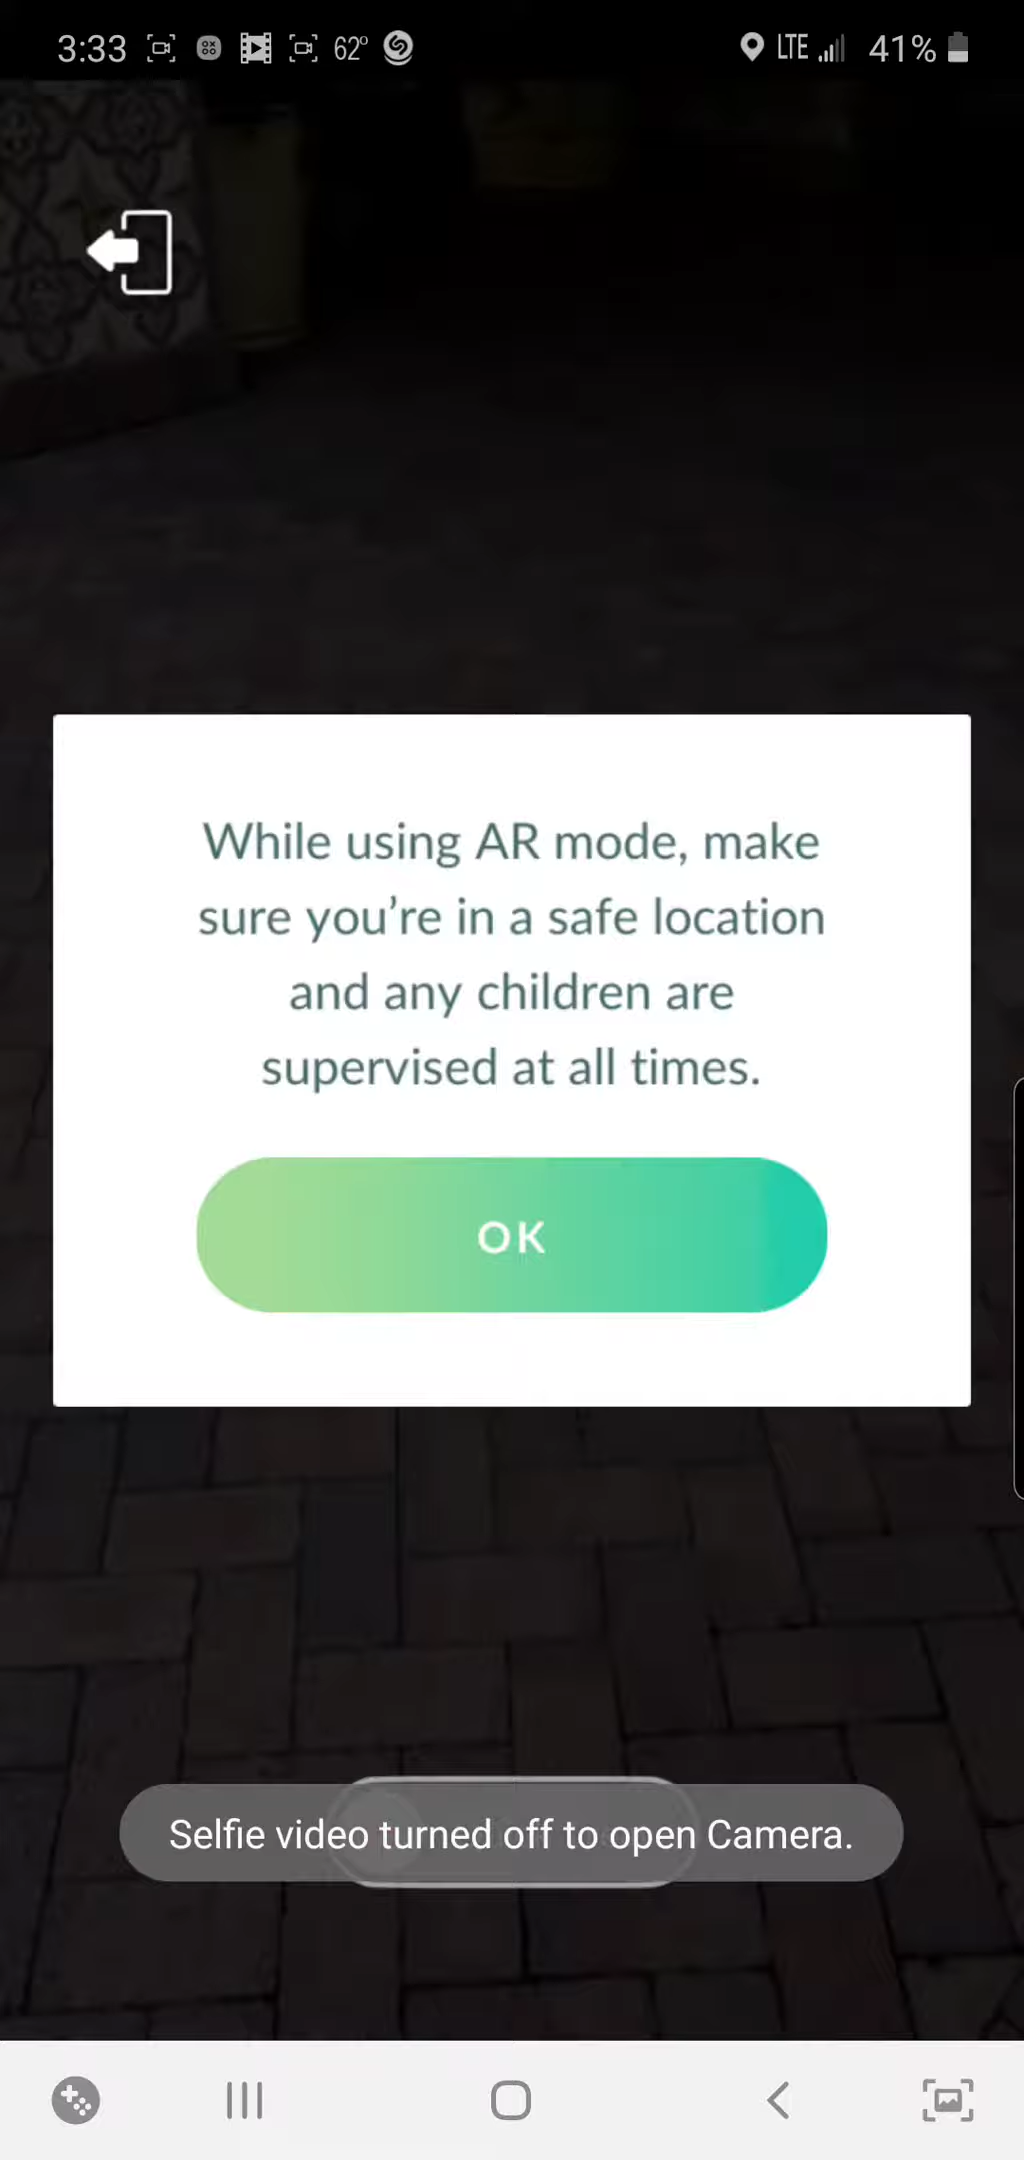 3:33 62° LTE 41%
While using AR mode, make
sure you're in a safe location
and any children are
supervised at all times.
OK
Selfie video turned off to open Camera.